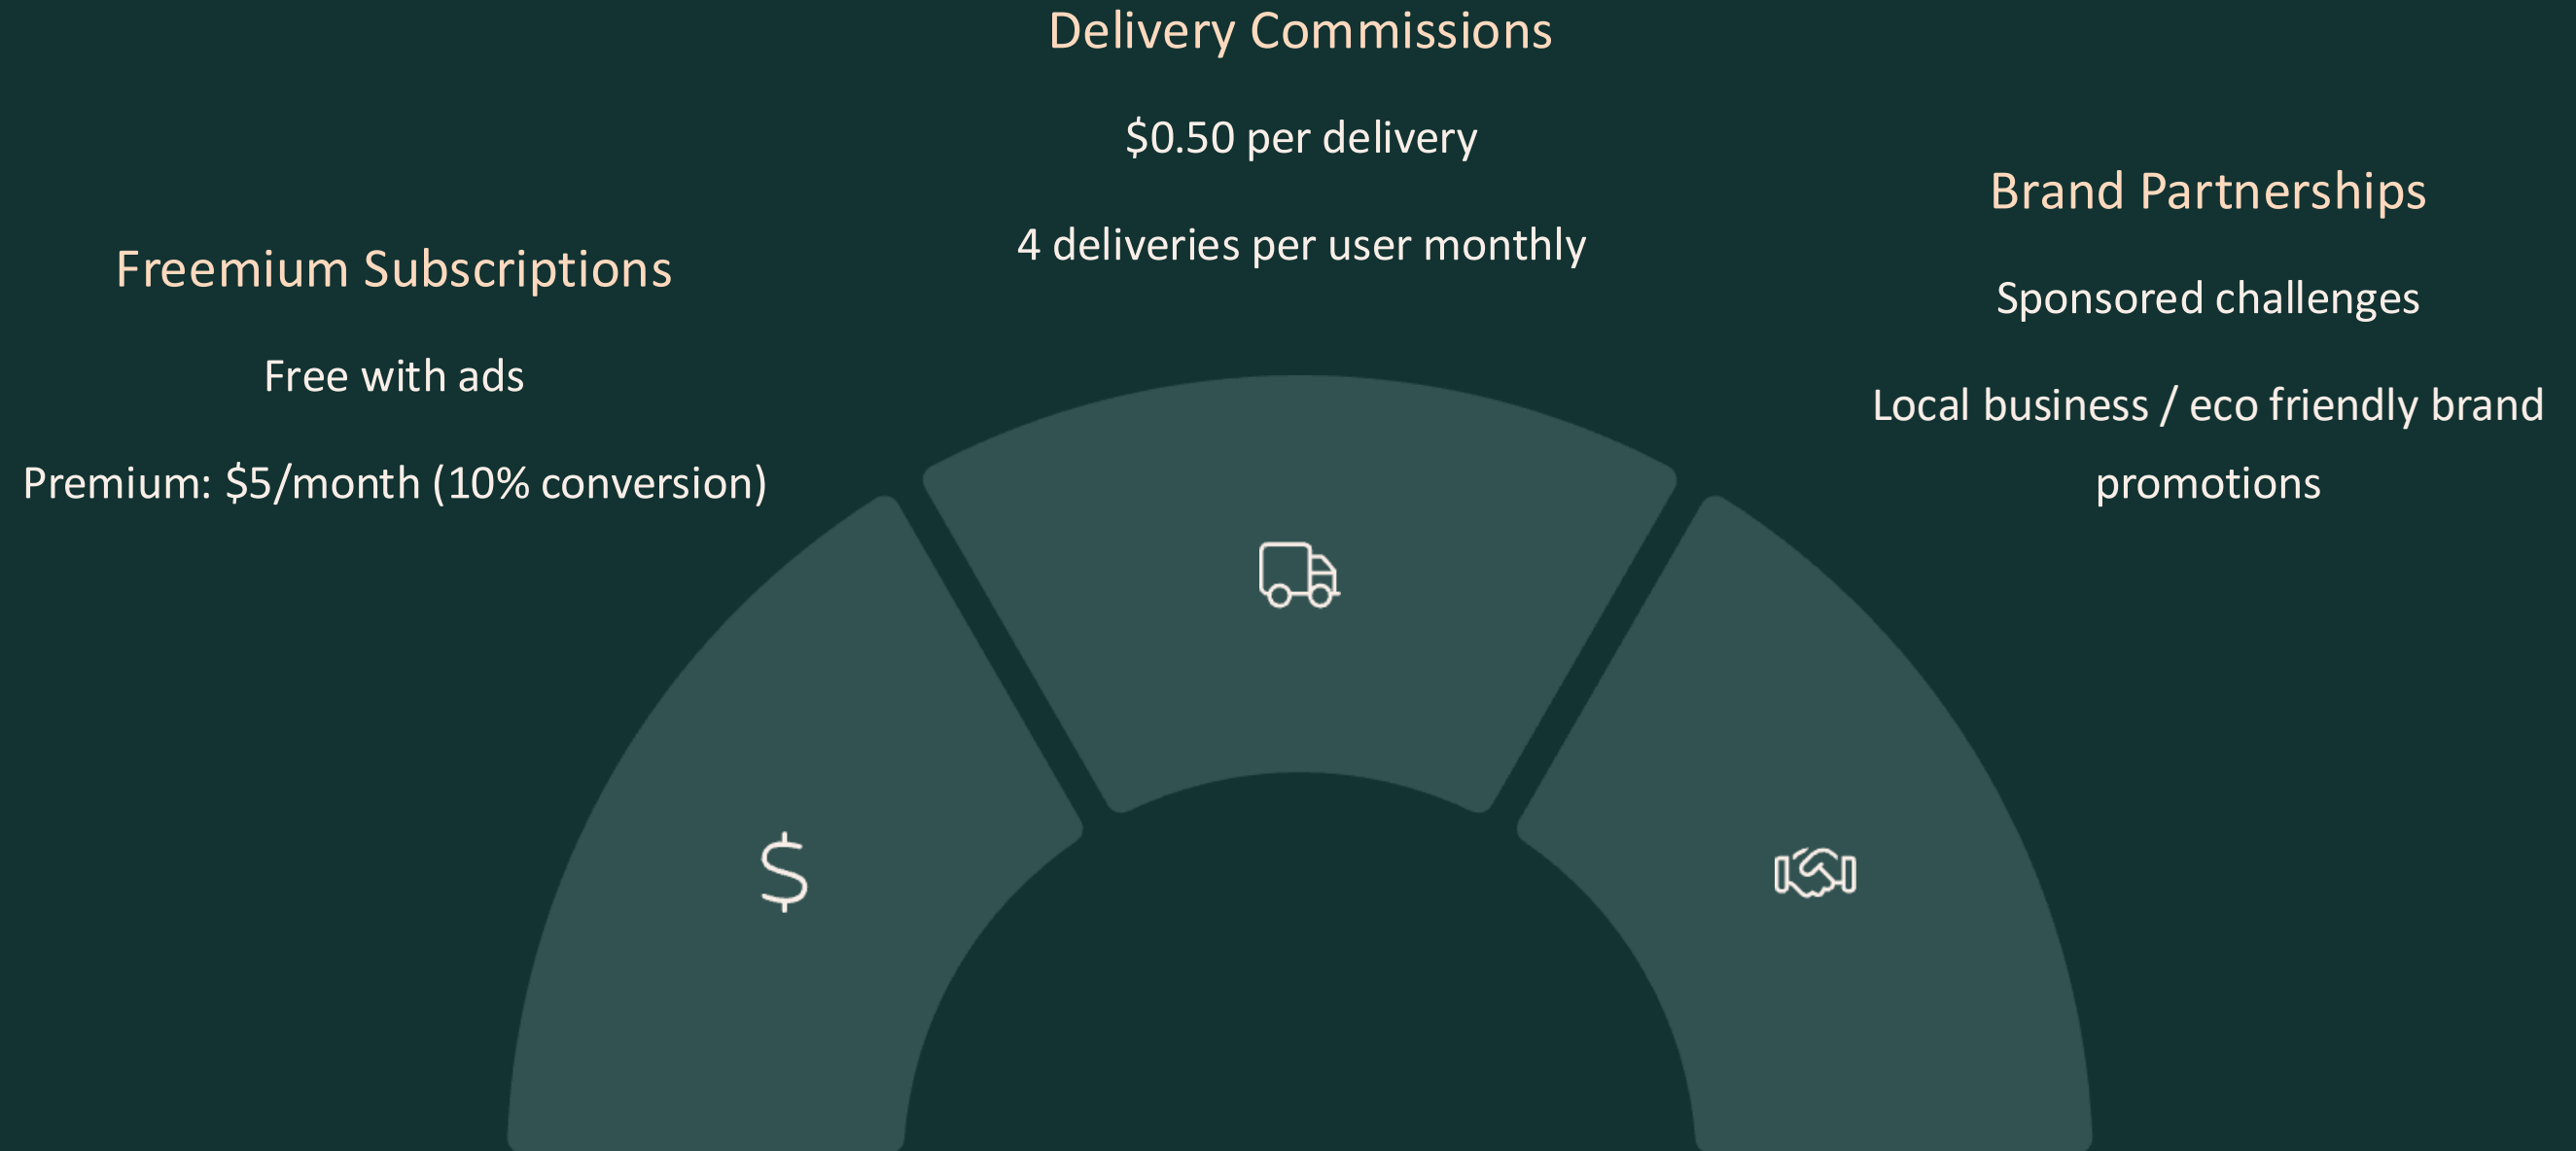 Delivery Commissions
$0.50 per delivery
4 deliveries per user monthly
Freemium Subscriptions
Free with ads
Premium: $5/month (10% conversion)
Brand Partnerships
Sponsored challenges
Local business / eco friendly brand
promotions
$